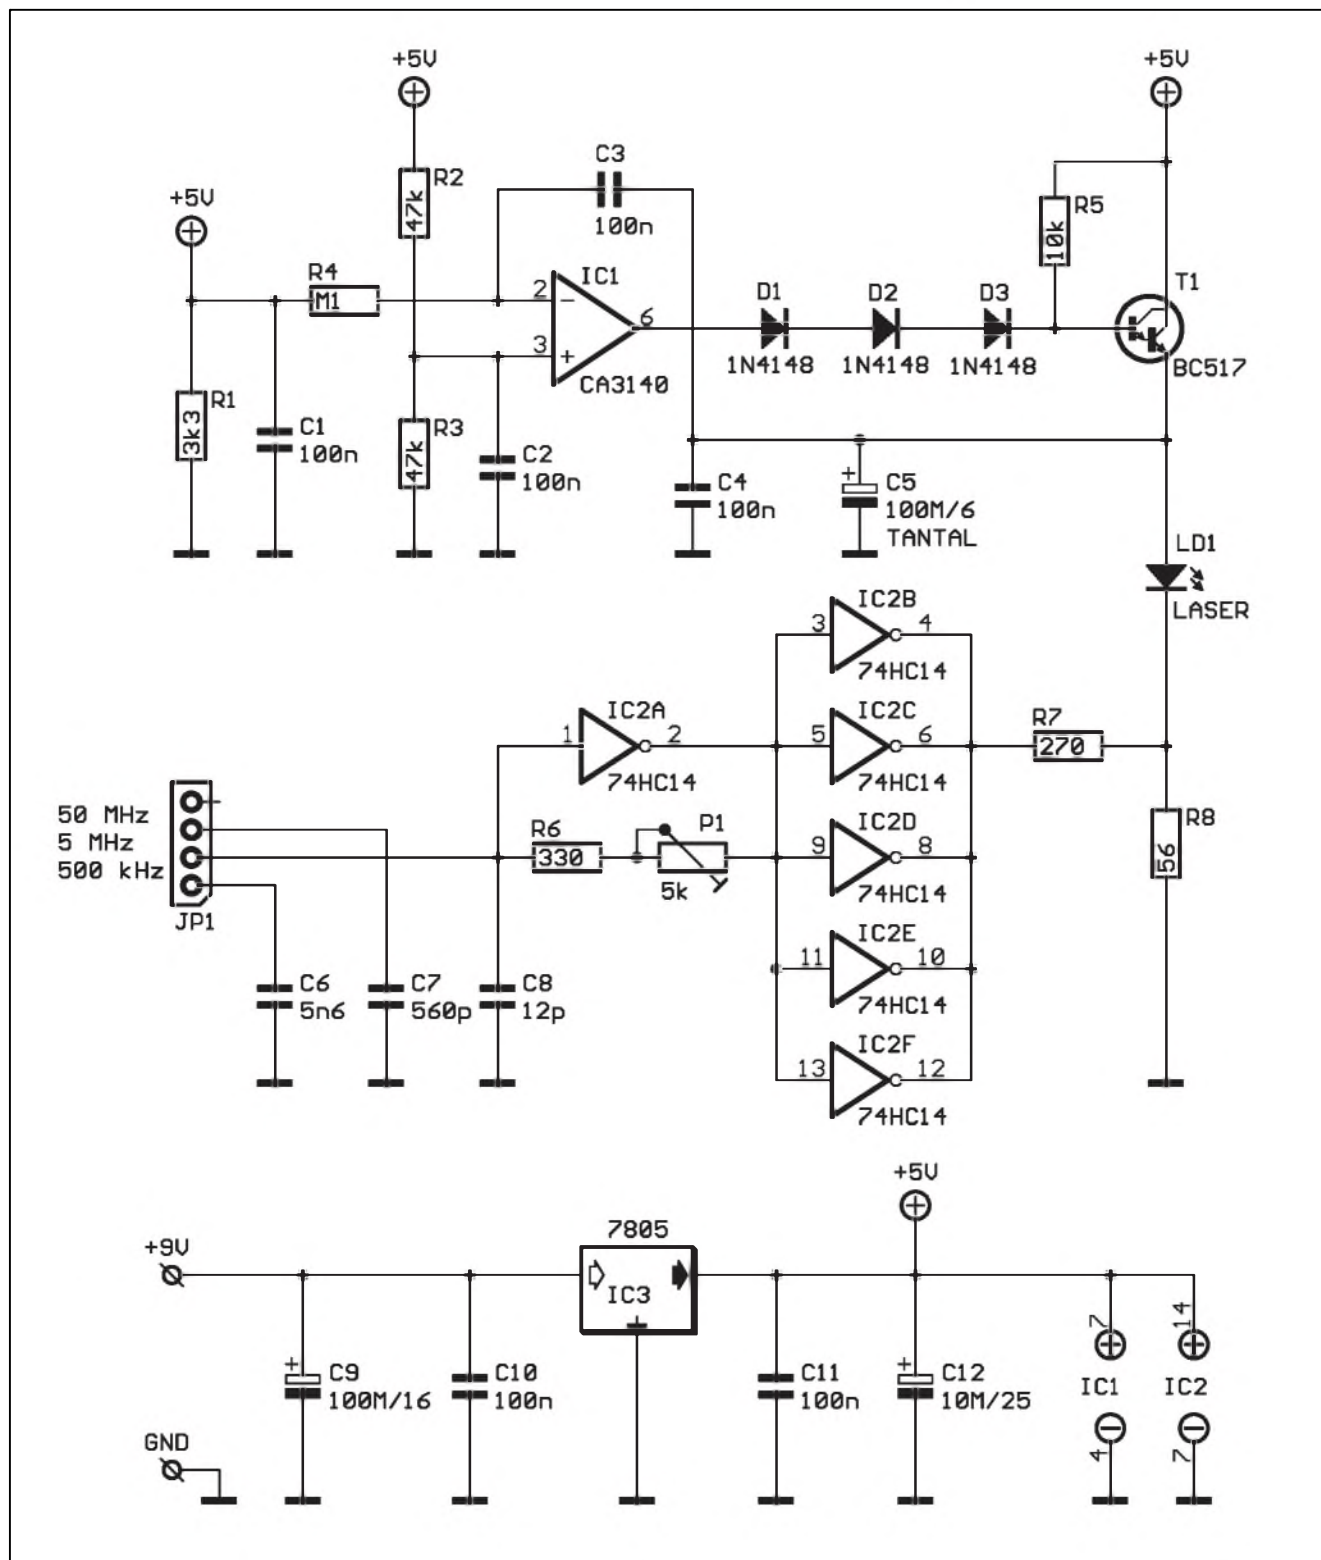 +5V
+5V
+5V
R2
47k
C3
100n
R5
10k
R4
M1
IC1
2
3
6
CA3140
D1
1N4148
D2
1N4148
D3
1N4148
T1
BC517
R1
3k3
C1
100n
R3
47k
C2
100n
C4
100n
+
C5
100M/6
TANTAL
LD1
LASER
IC2B
3
4
74HC14
IC2A
1
2
74HC14
IC2C
5
6
74HC14
R7
270
50 MHz
5 MHz
500 kHz
JP1
R6
330
P1
5k
IC2D
9
8
74HC14
R8
56
C6
5n6
C7
560p
C8
12p
IC2E
11
10
74HC14
IC2F
13
12
74HC14
+5V
+9V
7805
IC3
+
C9
100M/16
C10
100n
C11
100n
+
C12
10M/25
7
14
IC1
IC2
4
7
GND